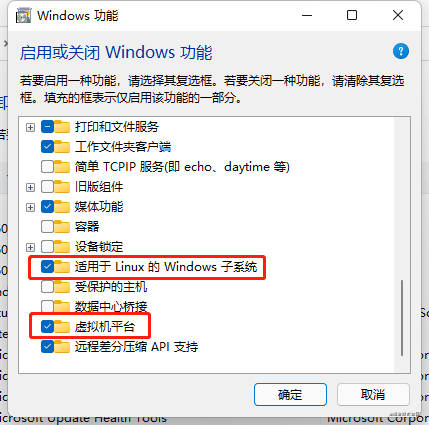 Windows 功能
启用或关闭 Windows 功能
若要启用一种功能，请选择其复选框。若要关闭一种功能，请清除其复选
框。填充的框表示仅启用该功能的一部分。
打印和文件服务
工作文件夹客户端
简单 TCPIP 服务(即 echo、daytime 等)
旧版组件
媒体功能
容器
设备锁定
适用于 Linux 的 Windows 子系统
受保护的主机
数据中心桥接
虚拟机平台
远程差分压缩 API 支持
确定
取消
Microsoft Update Health Tools
Microsoft Corpor